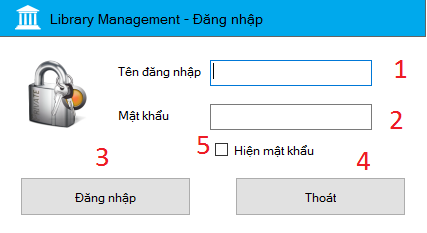 Library Management - Đăng nhập
Tên đăng nhập 1
Mật khẩu 2
5 Hiện mật khẩu
3 4
Đăng nhập Thoát
PRIVATE